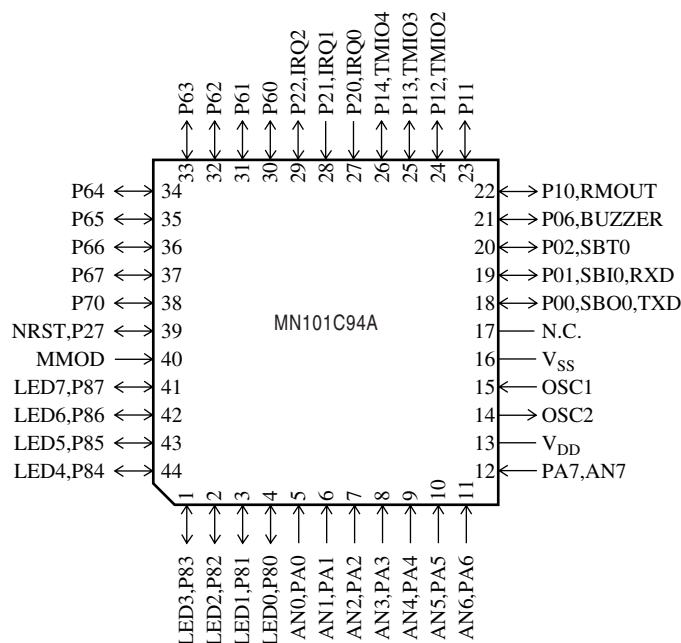 P63
P62
P61
P60
P22,IRQ2
P21,IRQ1
P20,IRQ0
P14,TMIO4
P13,TMIO3
P12,TMIO2
P11
33
32
31
30
29
28
27
26
25
24
23
P64 34
P65 35
P66 36
P67 37
P70 38
NRST,P27 39
MMOD 40
LED7,P87 41
LED6,P86 42
LED5,P85 43
LED4,P84 44
MN101C94A
22 P10,RMOUT
21 P06,BUZZER
20 P02,SBT0
19 P01,SBI0,RXD
18 P00,SBO0,TXD
17 N.C.
16 VSS
15 OSC1
14 OSC2
13 VDD
12 PA7,AN7
1
2
3
4
5
6
7
8
9
10
11
LED3,P83
LED2,P82
LED1,P81
LED0,P80
AN0,PA0
AN1,PA1
AN2,PA2
AN3,PA3
AN4,PA4
AN5,PA5
AN6,PA6